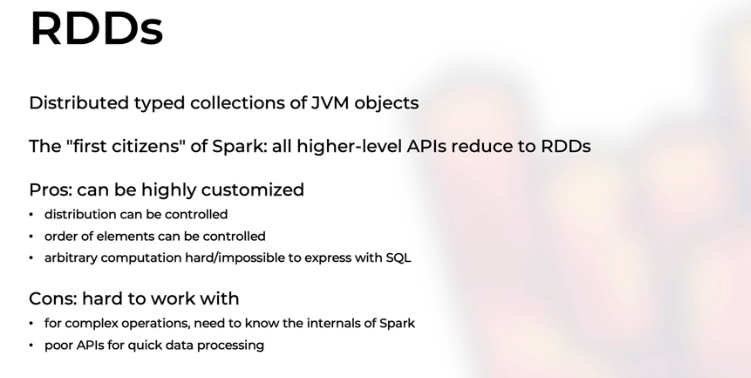 RDDs
Distributed typed collections of JVM objects
The "first citizens" of Spark: all higher-level APIs reduce to RDDs
Pros: can be highly customized
• distribution can be controlled
• order of elements can be controlled
• arbitrary computation hard/impossible to express with SQL
Cons: hard to work with
• for complex operations, need to know the internals of Spark
• poor APIs for quick data processing